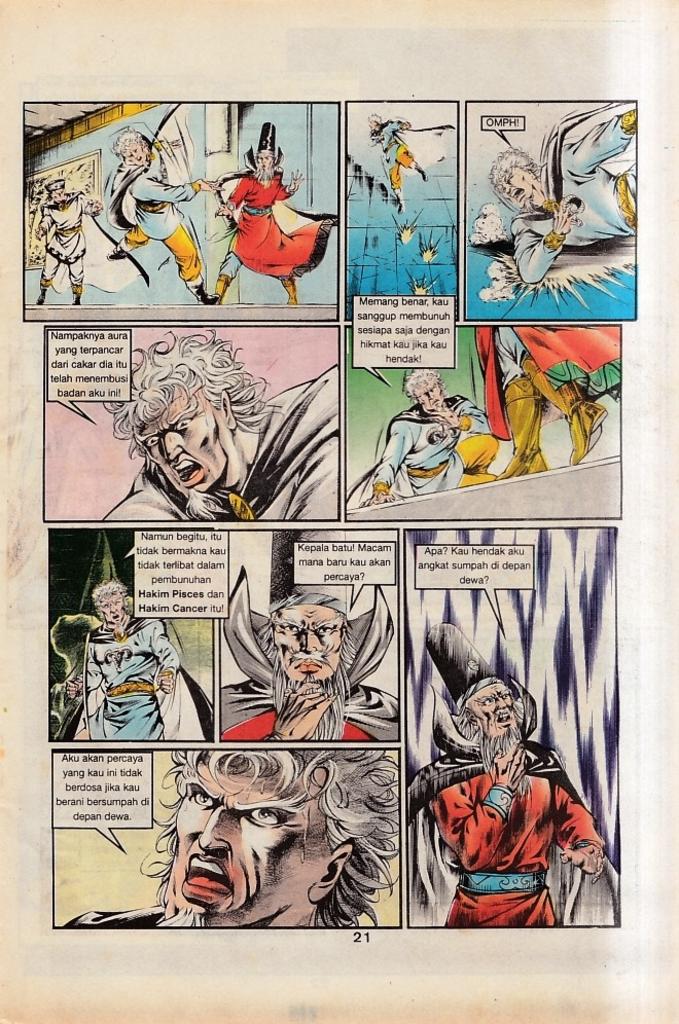 OMPH!
Nampaknya aura
yang terpancar
dari cakar dia itu
telah menembusi
badan aku ini!
Memang benar, kau
sanggup membunuh
sesiapa saja dengan
hikmat kau jika kau
hendak!
Namun begitu, itu
tidak bermakna kau
tidak terlibat dalam
pembunuhan
Hakim Pisces dan
Hakim Cancer itu!
Kepala batu! Macam
mana baru kau akan
percaya?
Aku akan percaya
yang kau ini tidak
berdosa jika kau
berani bersumpah di
depan dewa.
Apa? Kau hendak aku
angkat sumpah di depan
dewa?
21